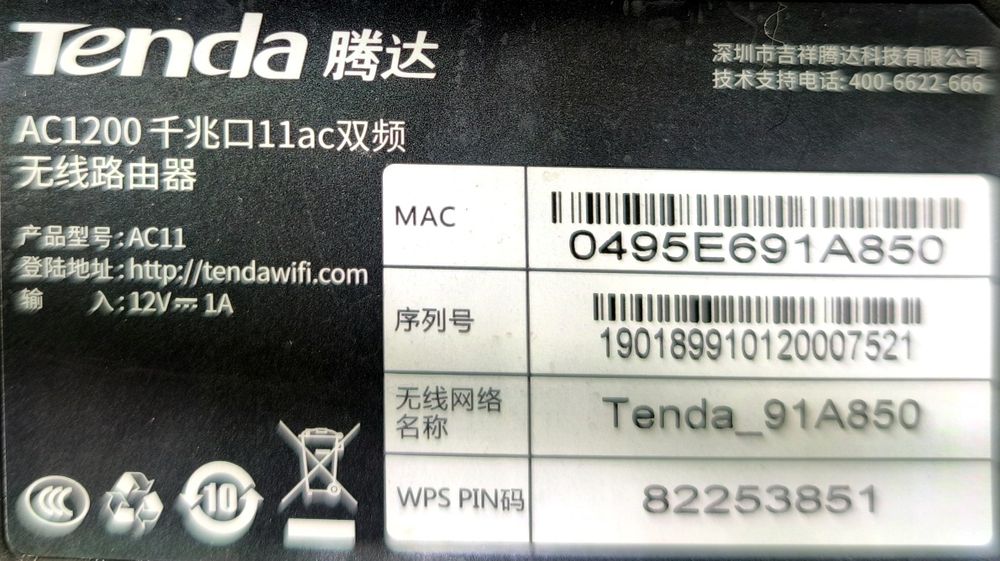 Tenda 腾达
深圳市吉祥腾达科技有限公司
技术支持电话: 400-6622-666
AC1200 千兆口11ac双频
无线路由器
产品型号: AC11
登陆地址: http://tendawifi.com
输 入: 12V⎓1A
MAC
0495E691A850
序列号
190189910120007521
无线网络
名称
Tenda_91A850
WPS PIN码
82253851
10